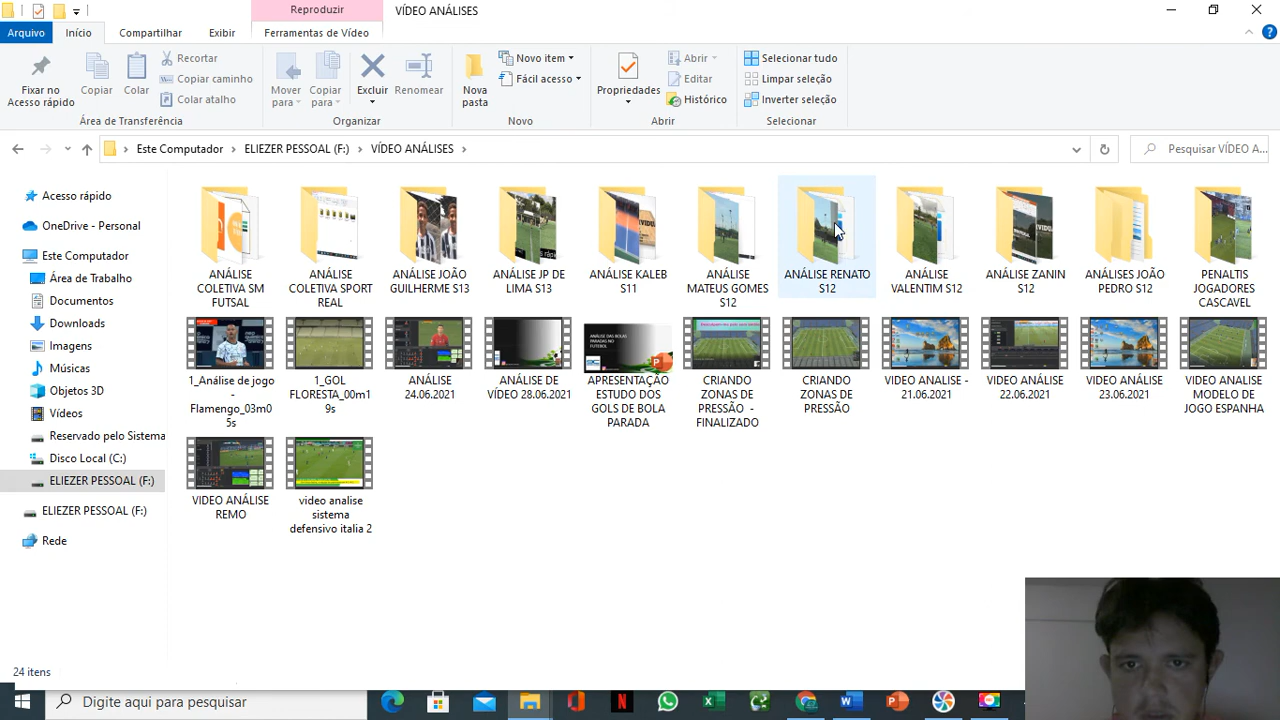 Reproduzir
VÍDEO ANÁLISES
Arquivo
Início
Compartilhar
Exibir
Ferramentas de Vídeo
Fixar no
Acesso rápido
Copiar
Colar
Recortar
Copiar caminho
Colar atalho
Área de Transferência
Mover
para
Copiar
para
Excluir
Renomear
Organizar
Nova
pasta
Novo item
Fácil acesso
Novo
Propriedades
Abrir
Editar
Histórico
Abrir
Selecionar tudo
Limpar seleção
Inverter seleção
Selecionar
Este Computador
ELIEZER PESSOAL (F:)
VÍDEO ANÁLISES
Pesquisar VÍDEO A...
Acesso rápido
OneDrive - Personal
Este Computador
Área de Trabalho
Documentos
Downloads
Imagens
Músicas
Objetos 3D
Vídeos
Reservado pelo Sistema
Disco Local (C:)
ELIEZER PESSOAL (F:)
ELIEZER PESSOAL (F:)
Rede
ANÁLISE
COLETIVA SM
FUTSAL
ANÁLISE
COLETIVA SPORT
REAL
ANÁLISE JOÃO
GUILHERME S13
ANÁLISE JP DE
LIMA S13
ANÁLISE KALEB
S11
ANÁLISE
MATEUS GOMES
S12
ANÁLISE RENATO
S12
ANÁLISE
VALENTIM S12
ANÁLISE ZANIN
S12
ANÁLISES JOÃO
PEDRO S12
PENALTIS
JOGADORES
CASCAVEL
1_Análise de jogo
-
Flamengo_03m0
5s
1_GOL
FLORESTA_00m1
9s
ANÁLISE
24.06.2021
ANÁLISE DE
VÍDEO 28.06.2021
ANÁLISE DAS BOLAS
PARADAS NO
FUTEBOL
APRESENTAÇÃO
ESTUDO DOS
GOLS DE BOLA
PARADA
CRIANDO
ZONAS DE
PRESSÃO -
FINALIZADO
CRIANDO
ZONAS DE
PRESSÃO
VIDEO ANALISE -
21.06.2021
VIDEO ANÁLISE
22.06.2021
VIDEO ANÁLISE
23.06.2021
VIDEO ANALISE
MODELO DE
JOGO ESPANHA
VIDEO ANÁLISE
REMO
video analise
sistema
defensivo italia 2
24 itens
Digite aqui para pesquisar